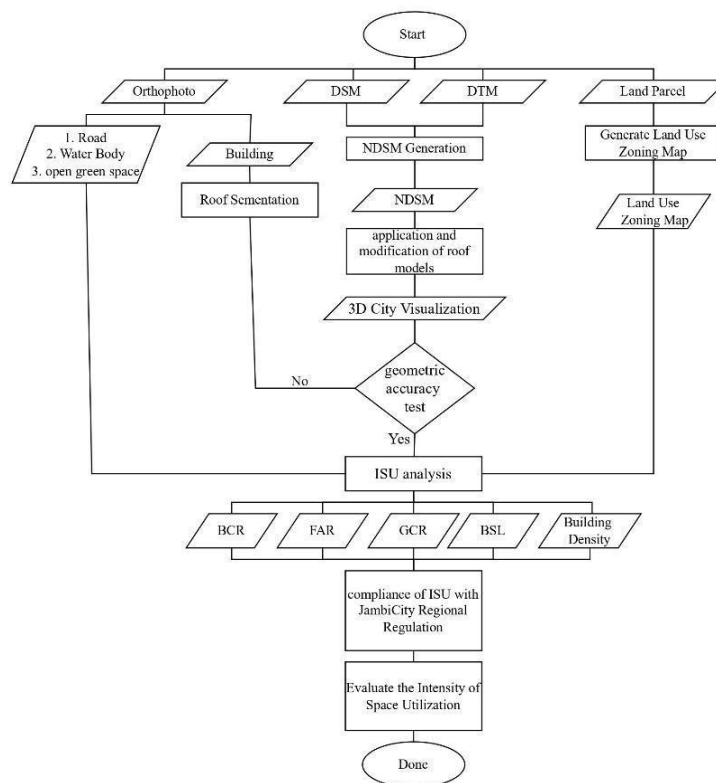 Start
Orthophoto
DSM
DTM
Land Parcel
1. Road
2. Water Body
3. open green space
Building
NDSM Generation
Generate Land Use
Zoning Map
Roof Sementation
NDSM
Land Use
Zoning Map
application and
modification of roof
models
3D City Visualization
geometric
accuracy
test
No
Yes
ISU analysis
BCR
FAR
GCR
BSL
Building
Density
compliance of ISU with
JambiCity Regional
Regulation
Evaluate the Intensity of
Space Utilization
Done